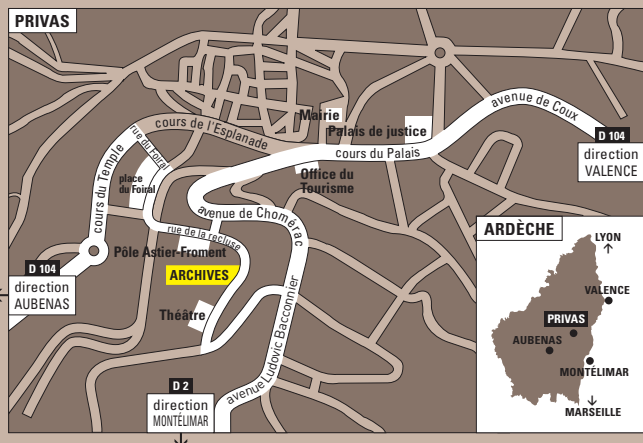 PRIVAS
cours de l'Esplanade
Mairie
Palais de justice
avenue de Coux
D 104
direction
VALENCE
cours du Palais
Office du
Tourisme
rue du Foiral
place
du Foiral
cours du Temple
avenue de Chomérac
rue de la recluse
Pôle Astier-Froment
ARCHIVES
D 104
direction
AUBENAS
Théâtre
avenue Ludovic Bacconnier
D 2
direction
MONTÉLIMAR
ARDÈCHE
LYON
↑
VALENCE
PRIVAS
AUBENAS
MONTÉLIMAR
↓
MARSEILLE